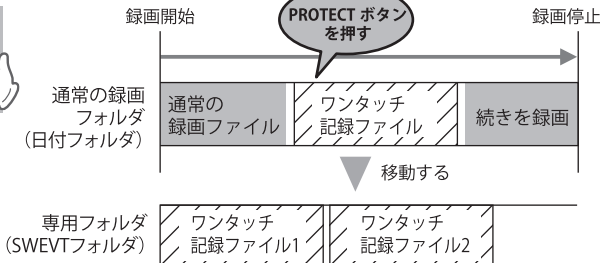 録画開始
PROTECT ボタン
を押す
録画停止
通常の録画
フォルダ
（日付フォルダ）
通常の
録画ファイル
ワンタッチ
記録ファイル
続きを録画
移動する
専用フォルダ
（SWEVTフォルダ）
ワンタッチ
記録ファイル1
ワンタッチ
記録ファイル2